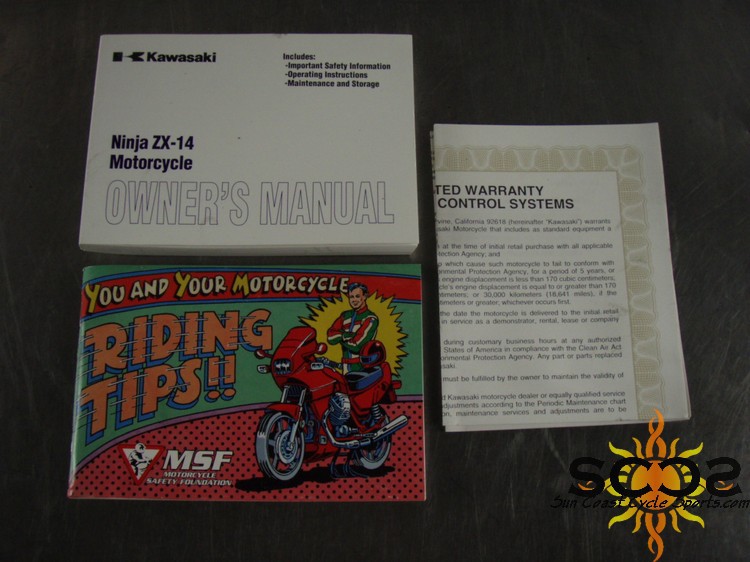 Kawasaki
Includes:
-Important Safety Information
-Operating Instructions
-Maintenance and Storage
Ninja ZX-14
Motorcycle
OWNER'S MANUAL
YOU AND YOUR MOTORCYCLE
RIDING
TIPS!!
MSF
MOTORCYCLE
SAFETY FOUNDATION
TED WARRANTY
CONTROL SYSTEMS
rvine, California 92618 (hereinafter "Kawasaki") warrants
saki Motorcycle that includes as standard equipment a
at the time of initial retail purchase with all applicable
otection Agency; and
p which cause such motorcycle to fail to conform with
onmental Protection Agency, for a period of 5 years, or
's engine displacement is less than 170 cubic centimeters,
cle's engine displacement is equal to or greater than 170
ntimeters, or 30,000 kilometers (18,641 miles), if the
ntimeters or greater, whichever occurs first.
the date the motorcycle is delivered to the initial retail
in service as a demonstrator, rental, lease or company
during customary business hours at any authorized
States of America in compliance with the Clean Air Act
ronmental Protection Agency. Any part or parts replaced
asaki.
must be fulfilled by the owner to maintain the validity of
d Kawasaki motorcycle dealer or equally qualified service
adjustments according to the Periodic Maintenance chart
on, maintenance services and adjustments are to be
SCCS
Sun Coast Cycle Sports.com